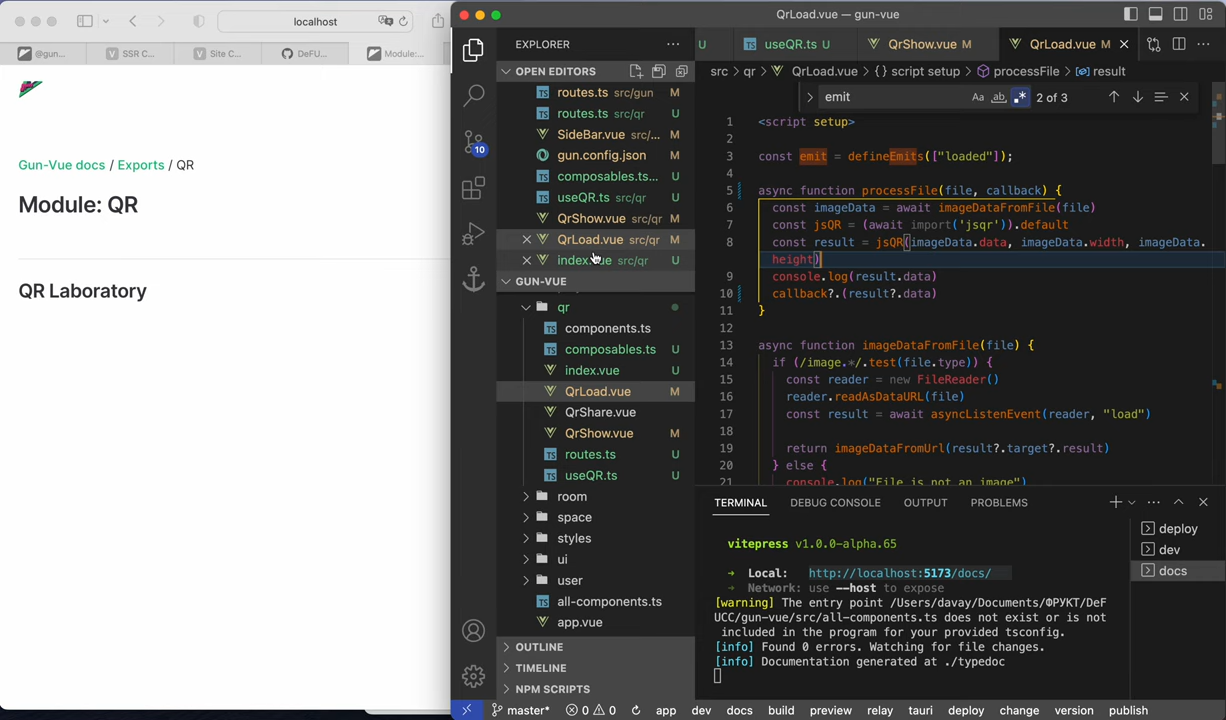 localhost
@gun...
SSR C...
Site C...
DeFU...
Module:...
Gun-Vue docs / Exports / QR
Module: QR
QR Laboratory
QrLoad.vue — gun-vue
EXPLORER
OPEN EDITORS
routes.ts src/gun M
routes.ts src/qr U
SideBar.vue src/... M
gun.config.json M
composables.ts... U
useQR.ts src/qr U
QrShow.vue src/qr M
QrLoad.vue src/qr M
index.vue src/qr U
GUN-VUE
qr
TS components.ts
TS composables.ts U
index.vue U
QrLoad.vue M
QrShare.vue
QrShow.vue M
TS routes.ts U
TS useQR.ts U
room
space
styles
ui
user
TS all-components.ts
app.vue
OUTLINE
TIMELINE
NPM SCRIPTS
10
U
TS useQR.ts U
QrShow.vue M
QrLoad.vue M
src > qr > QrLoad.vue > {} script setup > processFile > result
emit
Aa
ab
2 of 3
1 <script setup>
2
3 const emit = defineEmits(["loaded"]);
4
5 async function processFile(file, callback) {
6 const imageData = await imageDataFromFile(file)
7 const jsQR = (await import('jsqr')).default
8 const result = jsQR(imageData.data, imageData.width, imageData.
height)
9 console.log(result.data)
10 callback?.(result?.data)
11 }
12
13 async function imageDataFromFile(file) {
14 if (/image.*/.test(file.type)) {
15 const reader = new FileReader()
16 reader.readAsDataURL(file)
17 const result = await asyncListenEvent(reader, "load")
18
19 return imageDataFromUrl(result?.target?.result)
20 } else {
21 console.log("File is not an image")
TERMINAL
DEBUG CONSOLE
OUTPUT
PROBLEMS
vitepress v1.0.0-alpha.65
➜ Local: http://localhost:5173/docs/
➜ Network: use --host to expose
[warning] The entry point /Users/davay/Documents/ФРУКТ/DeF
UCC/gun-vue/src/all-components.ts does not exist or is not
included in the program for your provided tsconfig.
[info] Found 0 errors. Watching for file changes.
[info] Documentation generated at ./typedoc
deploy
dev
docs
master*
0
0
app
dev
docs
build
preview
relay
tauri
deploy
change
version
publish